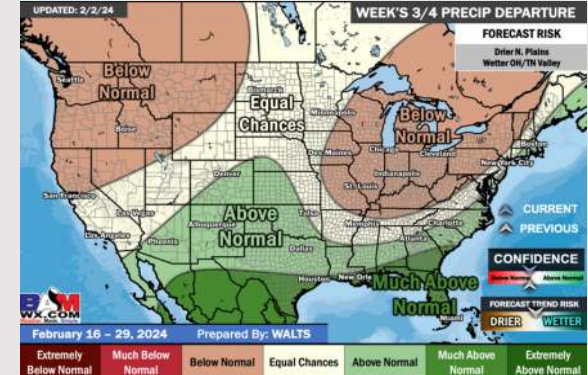 UPDATED: 2/2/24
WEEK'S 3/4 PRECIP DEPARTURE
FORECAST RISK
Drier N. Plains
Wetter OH/TN Valley
Seattle
Below
Normal
Bismarck
Equal
Chances
Minneapolis
Boise
Below
Normal
Boston
Des Moines
Chicago
Cleveland
New York City
Denver
Indianapolis
St. Louis
San Francisco
Las Vegas
Above
Normal
Tulsa
Memphis
Charlotte
CURRENT
PREVIOUS
Los Angeles
Albuquerque
Phoenix
Dallas
Atlanta
Houston
New Orle
Much Above
Normal
Miami
CONFIDENCE
Below Normal
Above Normal
FORECAST TREND RISK
DRIER
WETTER
BAM
WX.COM
February 16 – 29, 2024
Prepared By: WALTS
Extremely
Below Normal
Much Below
Normal
Below Normal
Equal Chances
Above Normal
Much Above
Normal
Extremely
Above Normal